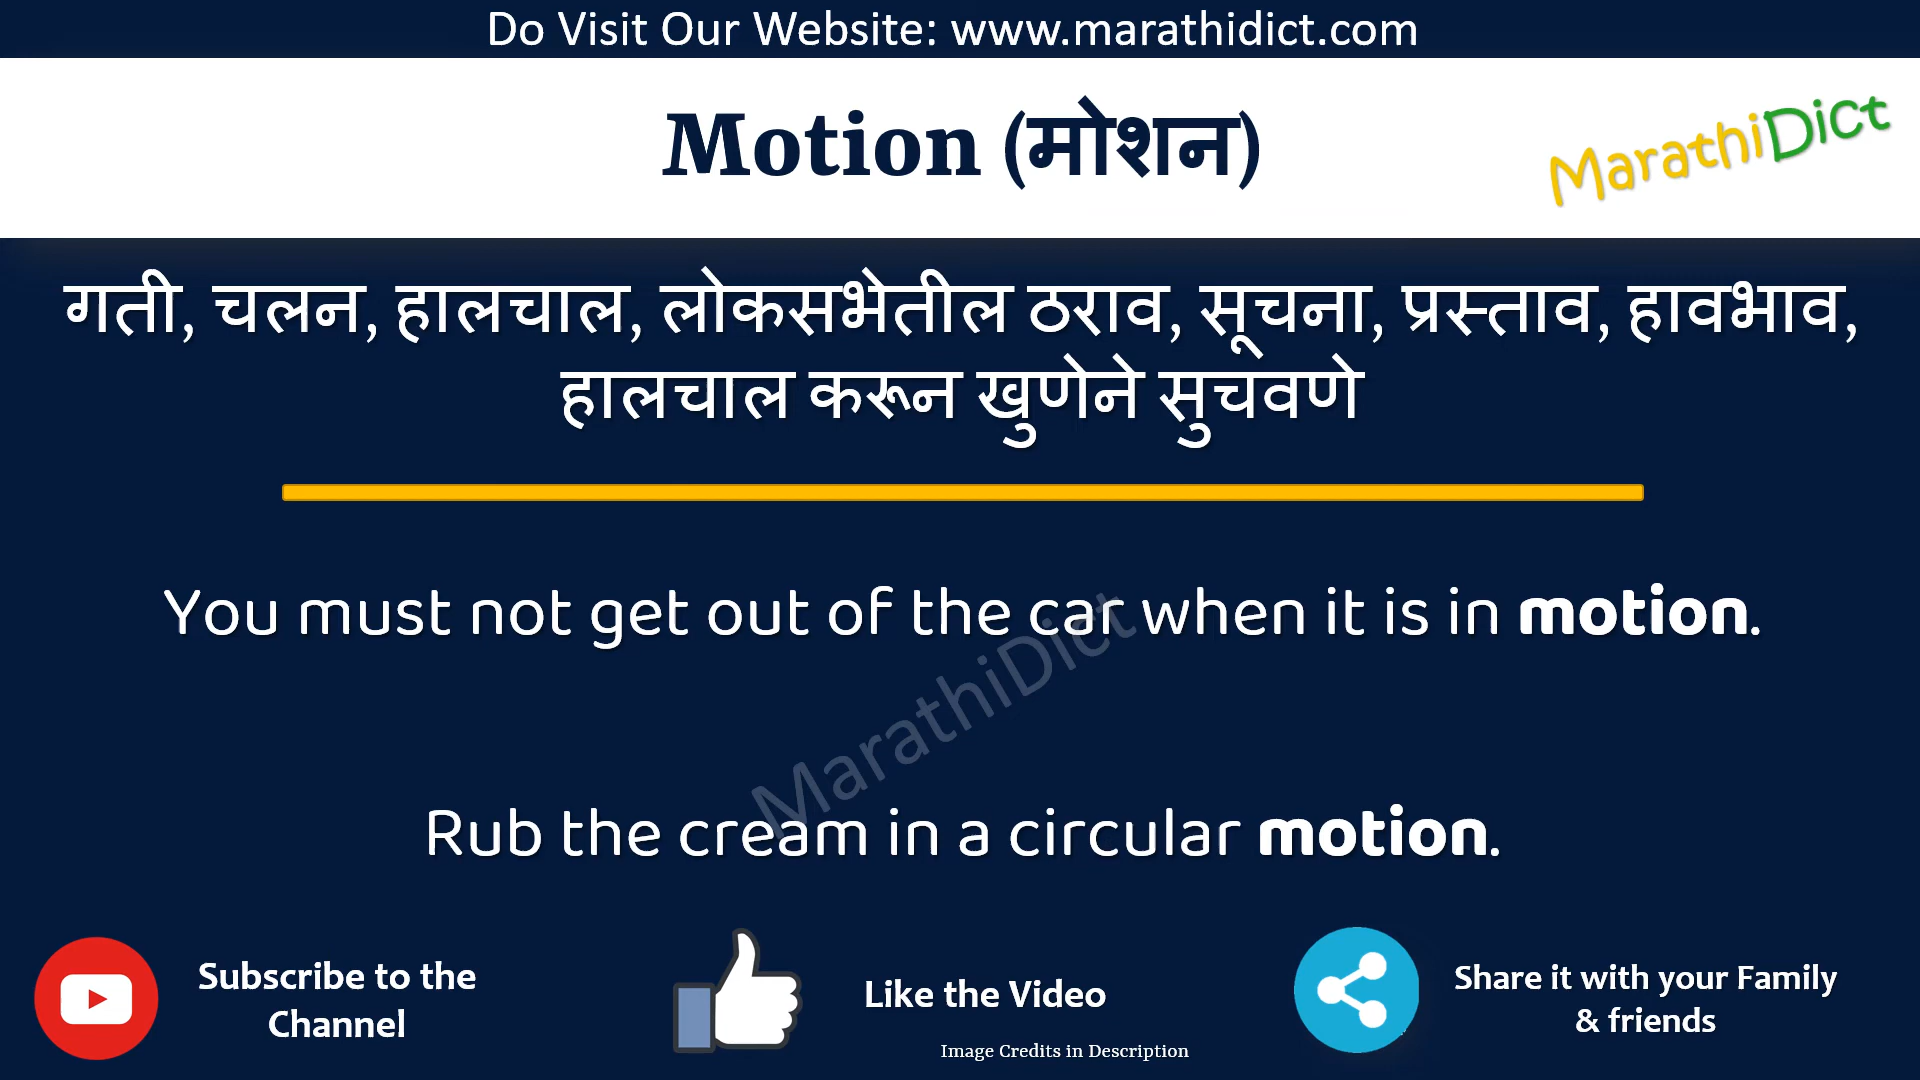 Do Visit Our Website: www.marathidict.com
Motion (मोशन)
MarathiDict
गती, चलन, हालचाल, लोकसभेतील ठराव, सूचना, प्रस्ताव, हावभाव,
हालचाल करून खुणेने सुचवणे
You must not get out of the car when it is in motion.
MarathiDict
Rub the cream in a circular motion.
Subscribe to the
Channel
Like the Video
Share it with your Family
& friends
Image Credits in Description